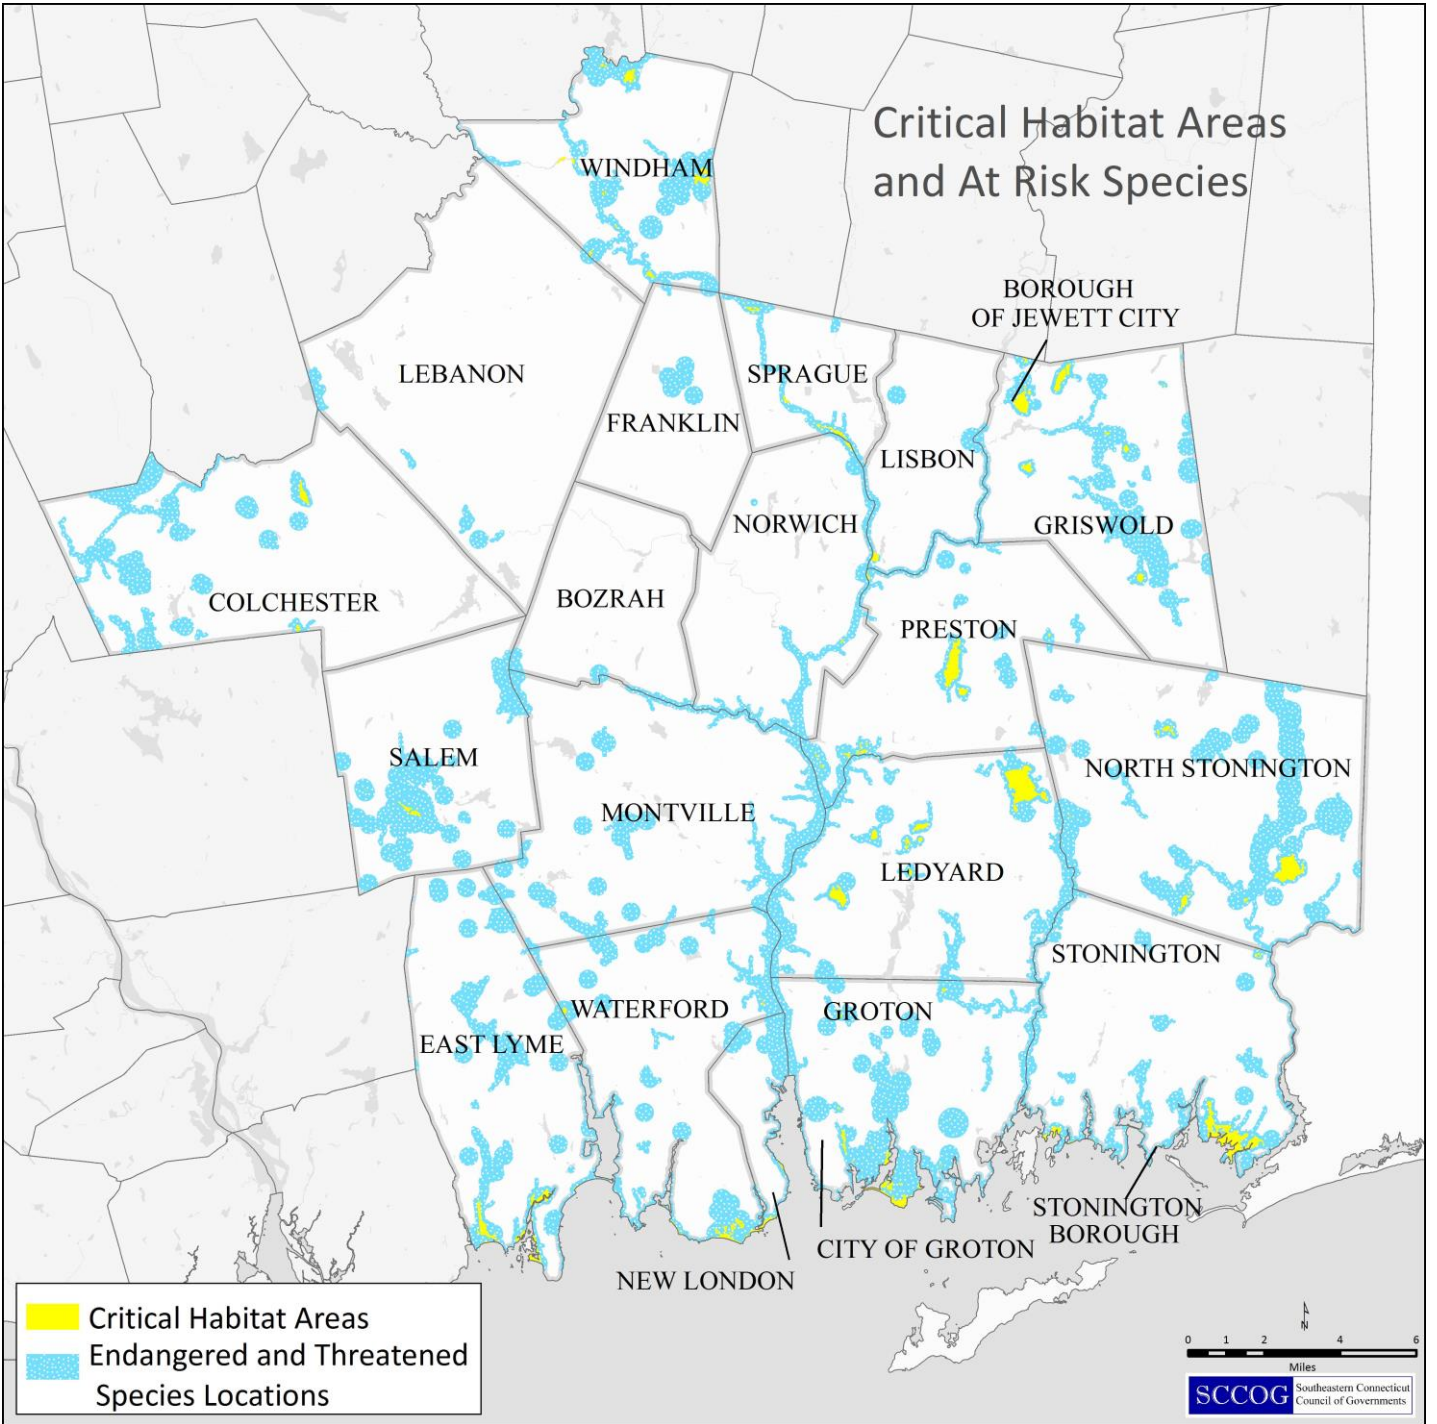 Critical Habitat Areas
and At Risk Species
WINDHAM
BOROUGH
OF JEWETT CITY
LEBANON
SPRAGUE
FRANKLIN
LISBON
NORWICH
GRISWOLD
COLCHESTER
BOZRAH
PRESTON
SALEM
NORTH STONINGTON
MONTVILLE
LEDYARD
STONINGTON
WATERFORD
GROTON
EAST LYME
STONINGTON
BOROUGH
CITY OF GROTON
NEW LONDON
Critical Habitat Areas
Endangered and Threatened
Species Locations
N
0 1 2 4 6
Miles
SCCOG
Southeastern Connecticut
Council of Governments